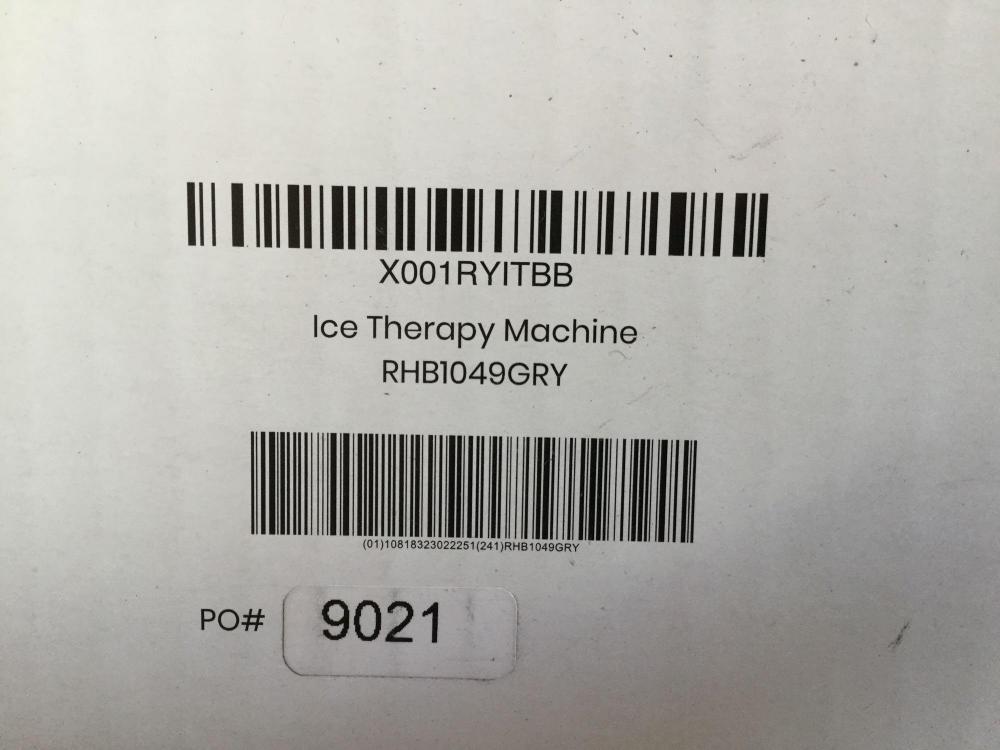 X001RYITBB
Ice Therapy Machine
RHB1049GRY
(01)10818323022251(241)RHB1049GRY
PO# 9021